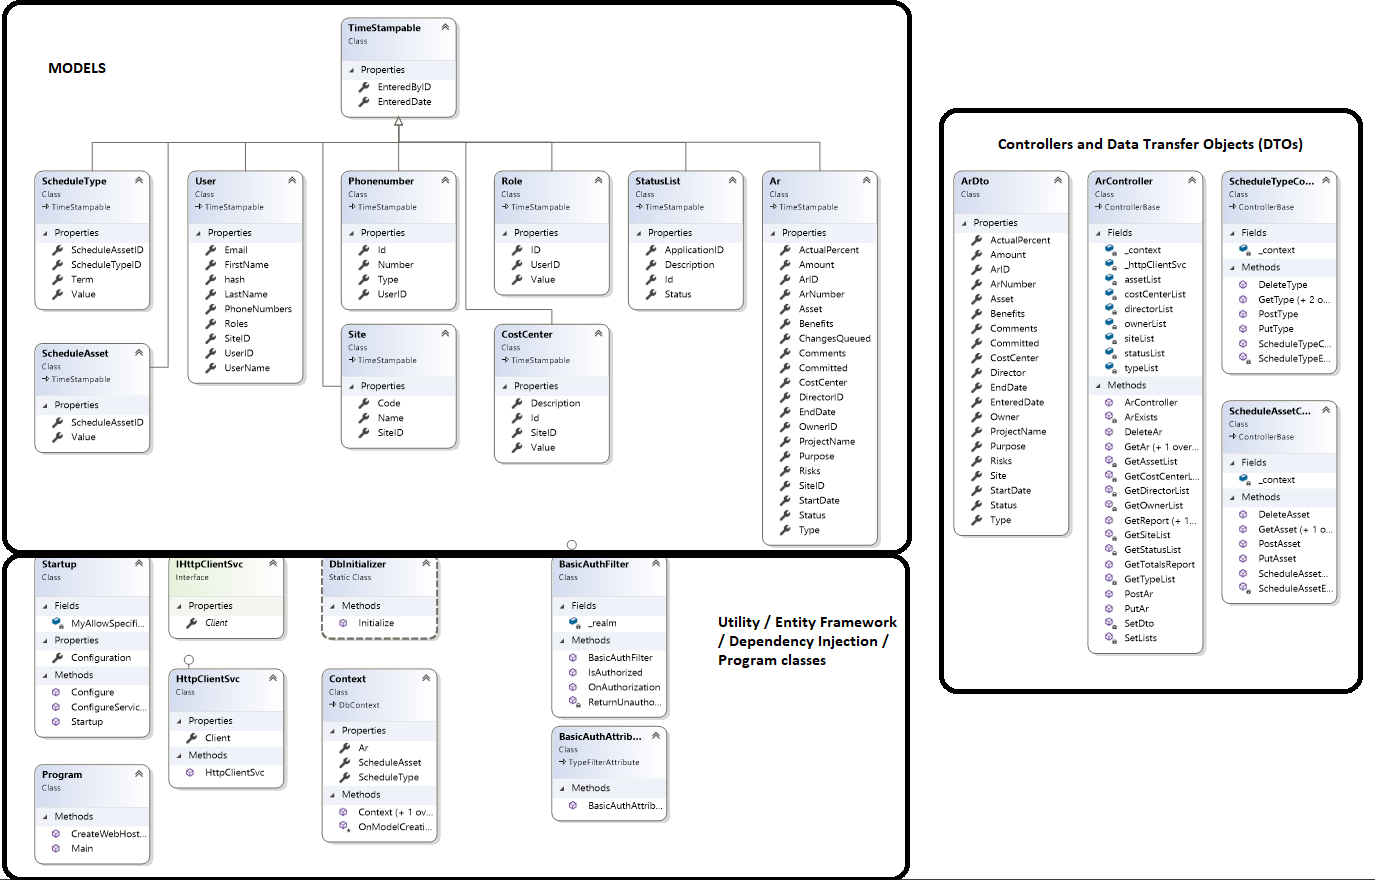 MODELS
TimeStampable
Class
Properties
EnteredByID
EnteredDate
ScheduleType
Class
TimeStampable
Properties
ScheduleAssetID
ScheduleTypeID
Term
Value
ScheduleAsset
Class
TimeStampable
Properties
ScheduleAssetID
Value
User
Class
TimeStampable
Properties
Email
FirstName
hash
LastName
PhoneNumbers
Roles
SiteID
UserID
UserName
Phonenumber
Class
TimeStampable
Properties
Id
Number
Type
UserID
Site
Class
TimeStampable
Properties
Code
Name
SiteID
Role
Class
TimeStampable
Properties
ID
UserID
Value
CostCenter
Class
TimeStampable
Properties
Description
Id
SiteID
Value
StatusList
Class
TimeStampable
Properties
ApplicationID
Description
Id
Status
Ar
Class
TimeStampable
Properties
ActualPercent
Amount
ArID
ArNumber
Asset
Benefits
ChangesQueued
Comments
Committed
CostCenter
DirectorID
EndDate
OwnerID
ProjectName
Purpose
Risks
SiteID
StartDate
Status
Type
Controllers and Data Transfer Objects (DTOs)
ArDto
Class
Properties
ActualPercent
Amount
ArID
ArNumber
Asset
Benefits
Comments
Committed
CostCenter
Director
EndDate
EnteredDate
Owner
ProjectName
Purpose
Risks
Site
StartDate
Status
Type
ArController
Class
ControllerBase
Fields
_context
_httpClientSvc
assetList
costCenterList
directorList
ownerList
siteList
statusList
typeList
Methods
ArController
ArExists
DeleteAr
GetAr (+ 1 over...
GetAssetList
GetCostCenterL...
GetDirectorList
GetOwnerList
GetReport (+ 1...
GetSiteList
GetStatusList
GetTotalsReport
GetTypeList
PostAr
PutAr
SetDto
SetLists
ScheduleTypeCo...
Class
ControllerBase
Fields
_context
Methods
DeleteType
GetType (+ 2 o...
PostType
PutType
ScheduleTypeC...
ScheduleTypeE...
ScheduleAssetC...
Class
ControllerBase
Fields
_context
Methods
DeleteAsset
GetAsset (+ 1 o...
PostAsset
PutAsset
ScheduleAsset...
ScheduleAssetE...
Startup
Class
Fields
MyAllowSpecifi...
Properties
Configuration
Methods
Configure
ConfigureServic...
Startup
Program
Class
Methods
CreateWebHost...
Main
IHttpClientSvc
Interface
Properties
Client
HttpClientSvc
Class
Properties
Client
Methods
HttpClientSvc
DbInitializer
Static Class
Methods
Initialize
Context
Class
DbContext
Properties
Ar
ScheduleAsset
ScheduleType
Methods
Context (+ 1 ov...
OnModelCreati...
BasicAuthFilter
Class
Fields
_realm
Methods
BasicAuthFilter
IsAuthorized
OnAuthorization
ReturnUnautho...
BasicAuthAttrib...
Class
TypeFilterAttribute
Methods
BasicAuthAttrib...
Utility / Entity Framework
/ Dependency Injection /
Program classes